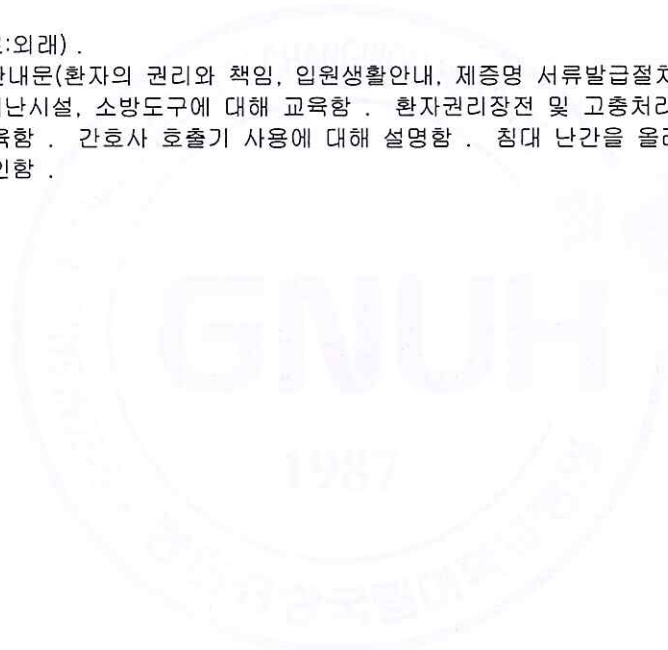 :외래) .
안내문(환자의 권리와 책임, 입원생활안내, 제증명 서류발급절차
난시설, 소방도구에 대해 교육함 . 환자권리장전 및 고충처리
육함 . 간호사 호출기 사용에 대해 설명함 . 침대 난간을 올려
인함 .
GNUH
1987